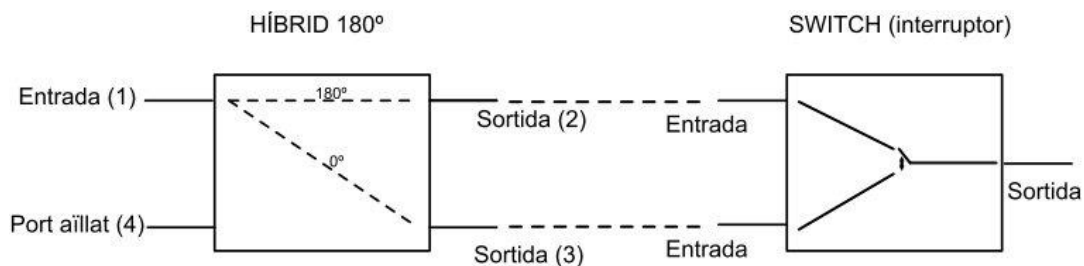 HÍBRID 180º
SWITCH (interruptor)
Entrada (1)
180º
Sortida (2)
Entrada
0º
Sortida
Port aïllat (4)
Sortida (3)
Entrada